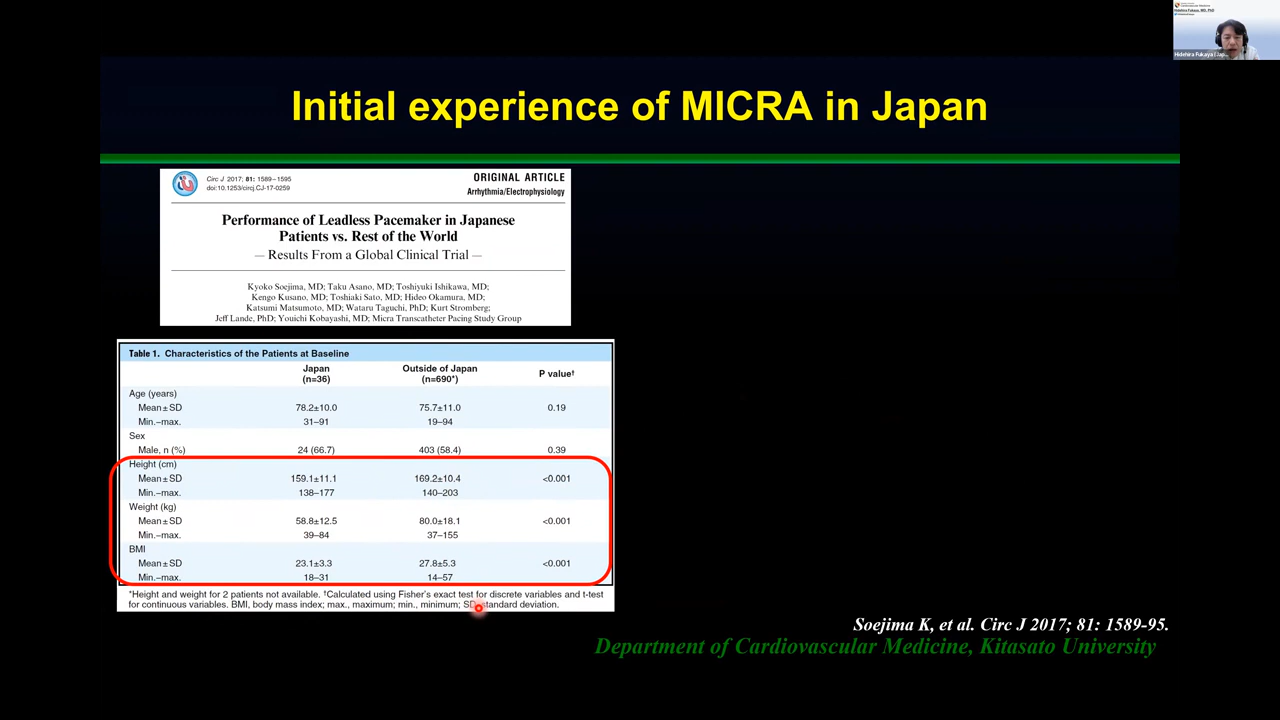 Initial experience of MICRA in Japan
Circ J 2017; 81: 1589–1595
doi:10.1253/circj.CJ-17-0259
ORIGINAL ARTICLE
Arrhythmia/Electrophysiology
Performance of Leadless Pacemaker in Japanese
Patients vs. Rest of the World
— Results From a Global Clinical Trial —
Kyoko Soejima, MD; Taku Asano, MD; Toshiyuki Ishikawa, MD;
Kengo Kusano, MD; Toshiaki Sato, MD; Hideo Okamura, MD;
Katsumi Matsumoto, MD; Wataru Taguchi, PhD; Kurt Stromberg;
Jeff Lande, PhD; Youichi Kobayashi, MD; Micra Transcatheter Pacing Study Group
Table 1. Characteristics of the Patients at Baseline
Japan (n=36) Outside of Japan (n=690*) P value†
Age (years)
Mean±SD 78.2±10.0 75.7±11.0 0.19
Min.–max. 31–91 19–94
Sex
Male, n (%) 24 (66.7) 403 (58.4) 0.39
Height (cm)
Mean±SD 159.1±11.1 169.2±10.4 <0.001
Min.–max. 138–177 140–203
Weight (kg)
Mean±SD 58.8±12.5 80.0±18.1 <0.001
Min.–max. 39–84 37–155
BMI
Mean±SD 23.1±3.3 27.8±5.3 <0.001
Min.–max. 18–31 14–57
*Height and weight for 2 patients not available. †Calculated using Fisher's exact test for discrete variables and t-test
for continuous variables. BMI, body mass index; max., maximum; min., minimum; SD, standard deviation.
Soejima K, et al. Circ J 2017; 81: 1589-95.
Department of Cardiovascular Medicine, Kitasato University
Hidehira Fukaya